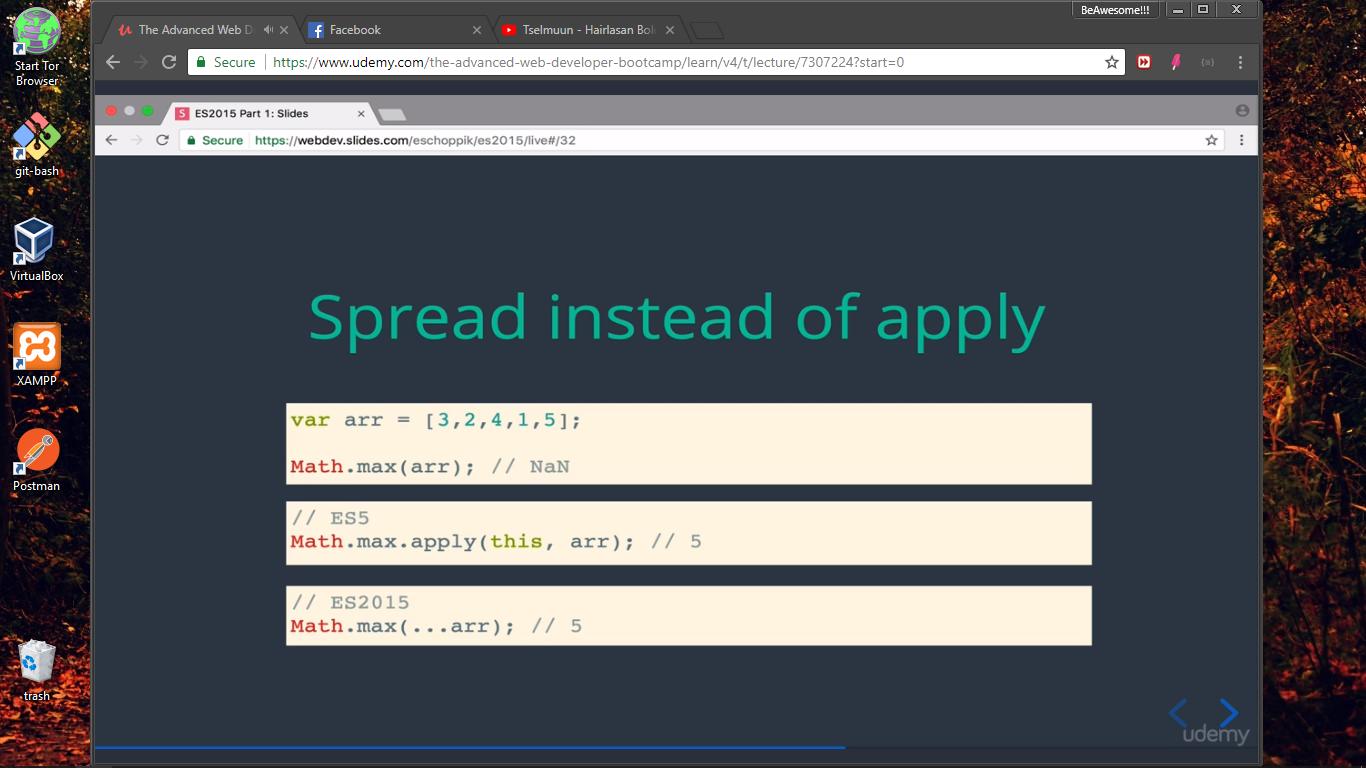 BeAwesome!!!
The Advanced Web D
Facebook
Tselmuun - Hairlasan Bol
Secure
https://www.udemy.com/the-advanced-web-developer-bootcamp/learn/v4/t/lecture/7307224?start=0
S
ES2015 Part 1: Slides
Secure
https://webdev.slides.com/eschoppik/es2015/live#/32
Start Tor
Browser
git-bash
VirtualBox
XAMPP
Postman
trash
Spread instead of apply
var arr = [3,2,4,1,5];
Math.max(arr); // NaN
// ES5
Math.max.apply(this, arr); // 5
// ES2015
Math.max(...arr); // 5
udemy